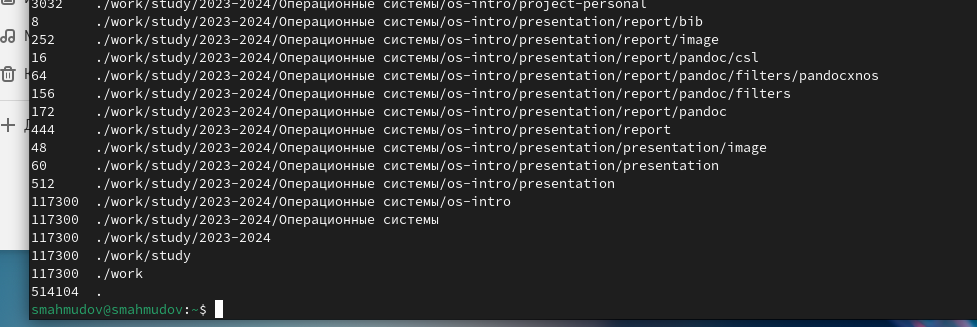 3032 ./work/study/2023-2024/Операционные системы/os-intro/project-personal
8 ./work/study/2023-2024/Операционные системы/os-intro/presentation/report/bib
252 ./work/study/2023-2024/Операционные системы/os-intro/presentation/report/image
16 ./work/study/2023-2024/Операционные системы/os-intro/presentation/report/pandoc/csl
64 ./work/study/2023-2024/Операционные системы/os-intro/presentation/report/pandoc/filters/pandocxnos
156 ./work/study/2023-2024/Операционные системы/os-intro/presentation/report/pandoc/filters
172 ./work/study/2023-2024/Операционные системы/os-intro/presentation/report/pandoc
444 ./work/study/2023-2024/Операционные системы/os-intro/presentation/report
48 ./work/study/2023-2024/Операционные системы/os-intro/presentation/presentation/image
60 ./work/study/2023-2024/Операционные системы/os-intro/presentation/presentation
512 ./work/study/2023-2024/Операционные системы/os-intro/presentation
117300 ./work/study/2023-2024/Операционные системы/os-intro
117300 ./work/study/2023-2024/Операционные системы
117300 ./work/study/2023-2024
117300 ./work/study
117300 ./work
514104 .
smahmudov@smahmudov:~$